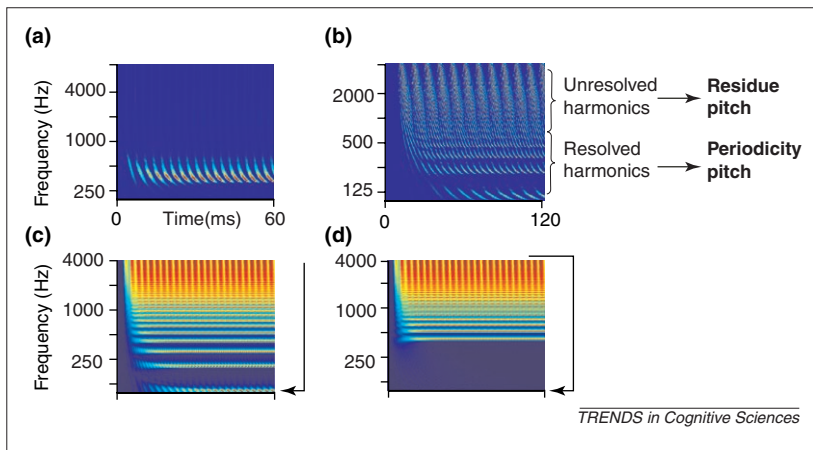 (a)
Frequency (Hz)
4000
1000
250
0
Time(ms)
60
(b)
2000
500
125
0
120
Unresolved
harmonics
Residue
pitch
Resolved
harmonics
Periodicity
pitch
(c)
Frequency (Hz)
4000
1000
250
(d)
4000
1000
250
TRENDS in Cognitive Sciences